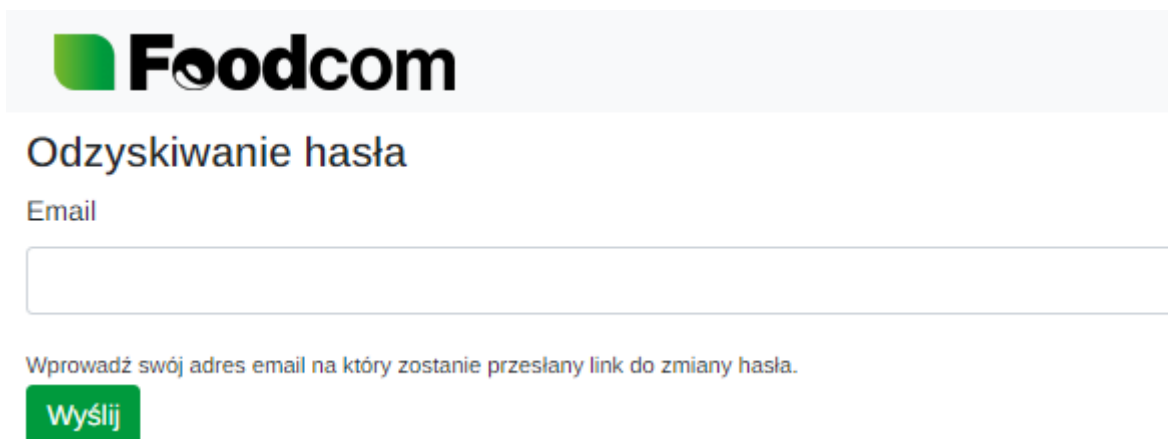 Foodcom
Odzyskiwanie hasła
Email
Wprowadź swój adres email na który zostanie przesłany link do zmiany hasła.
Wyślij